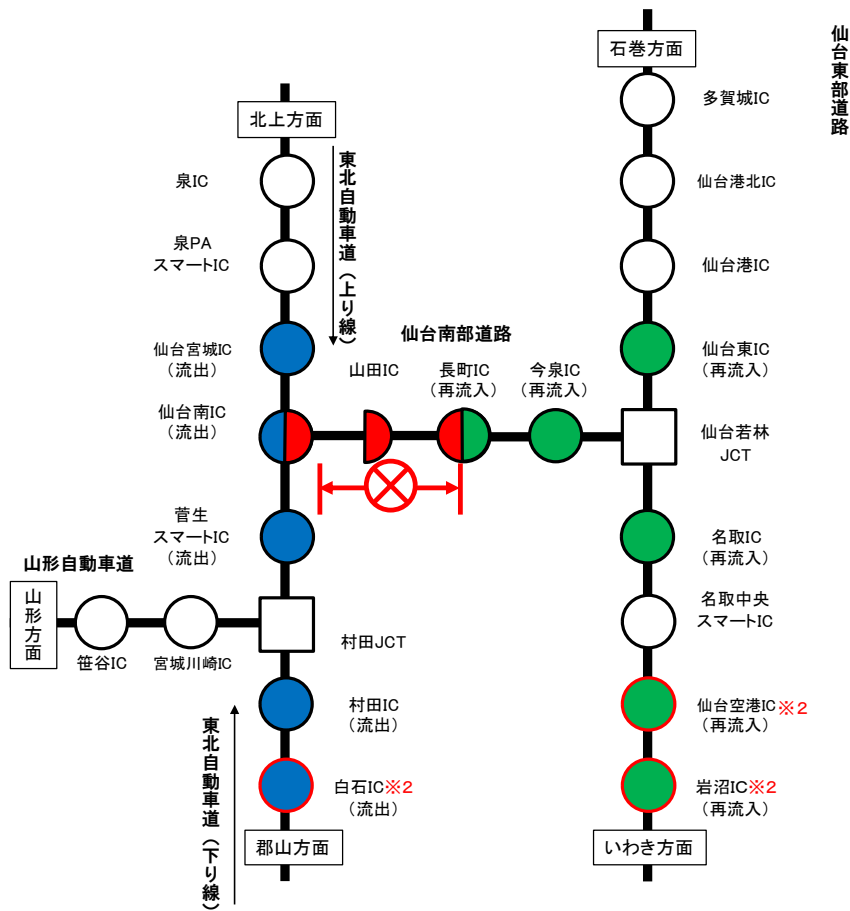 石巻方面
仙台東部道路
多賀城IC
北上方面
東北自動車道（上り線）
泉IC
仙台港北IC
泉PA
スマートIC
仙台港IC
仙台南部道路
仙台宮城IC
（流出）
山田IC
長町IC
（再流入）
今泉IC
（再流入）
仙台東IC
（再流入）
仙台南IC
（流出）
仙台若林
JCT
菅生
スマートIC
（流出）
名取IC
（再流入）
山形自動車道
山形方面
笹谷IC
宮城川崎IC
村田JCT
名取中央
スマートIC
東北自動車道（下り線）
村田IC
（流出）
仙台空港IC※2
（再流入）
白石IC※2
（流出）
岩沼IC※2
（再流入）
郡山方面
いわき方面